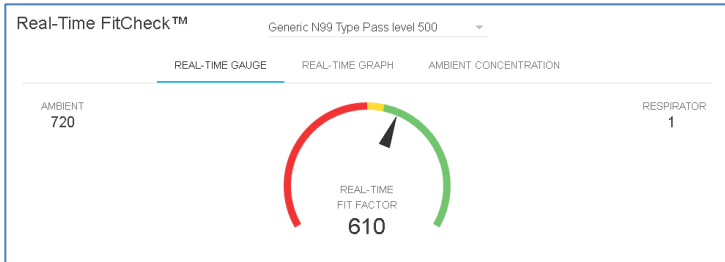 Real-Time FitCheck™
Generic N99 Type Pass level 500
REAL-TIME GAUGE
REAL-TIME GRAPH
AMBIENT CONCENTRATION
AMBIENT
720
RESPIRATOR
1
REAL-TIME
FIT FACTOR
610